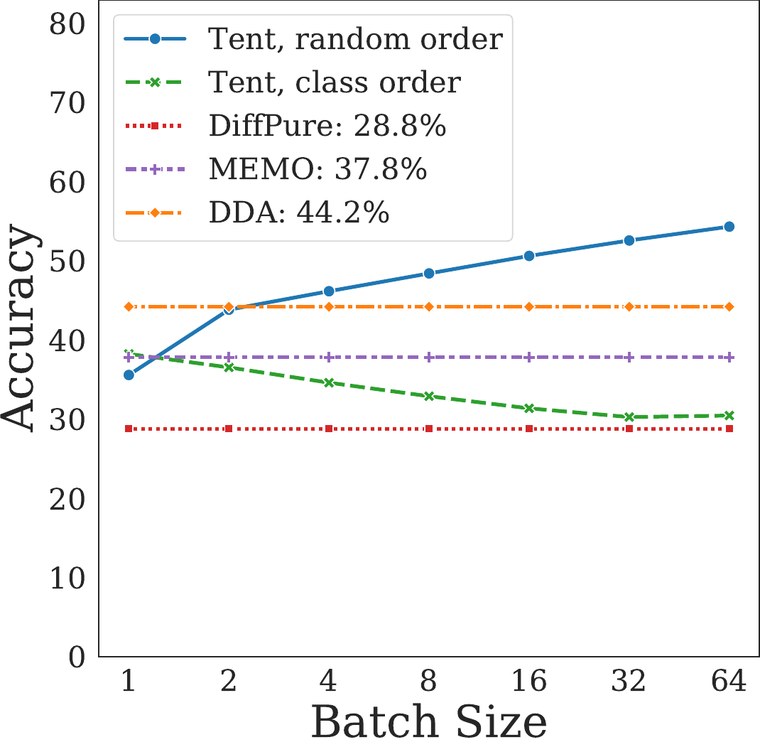 Tent, random order
Tent, class order
DiffPure: 28.8%
MEMO: 37.8%
DDA: 44.2%
80
70
60
50
40
30
20
10
0
Accuracy
1 2 4 8 16 32 64
Batch Size